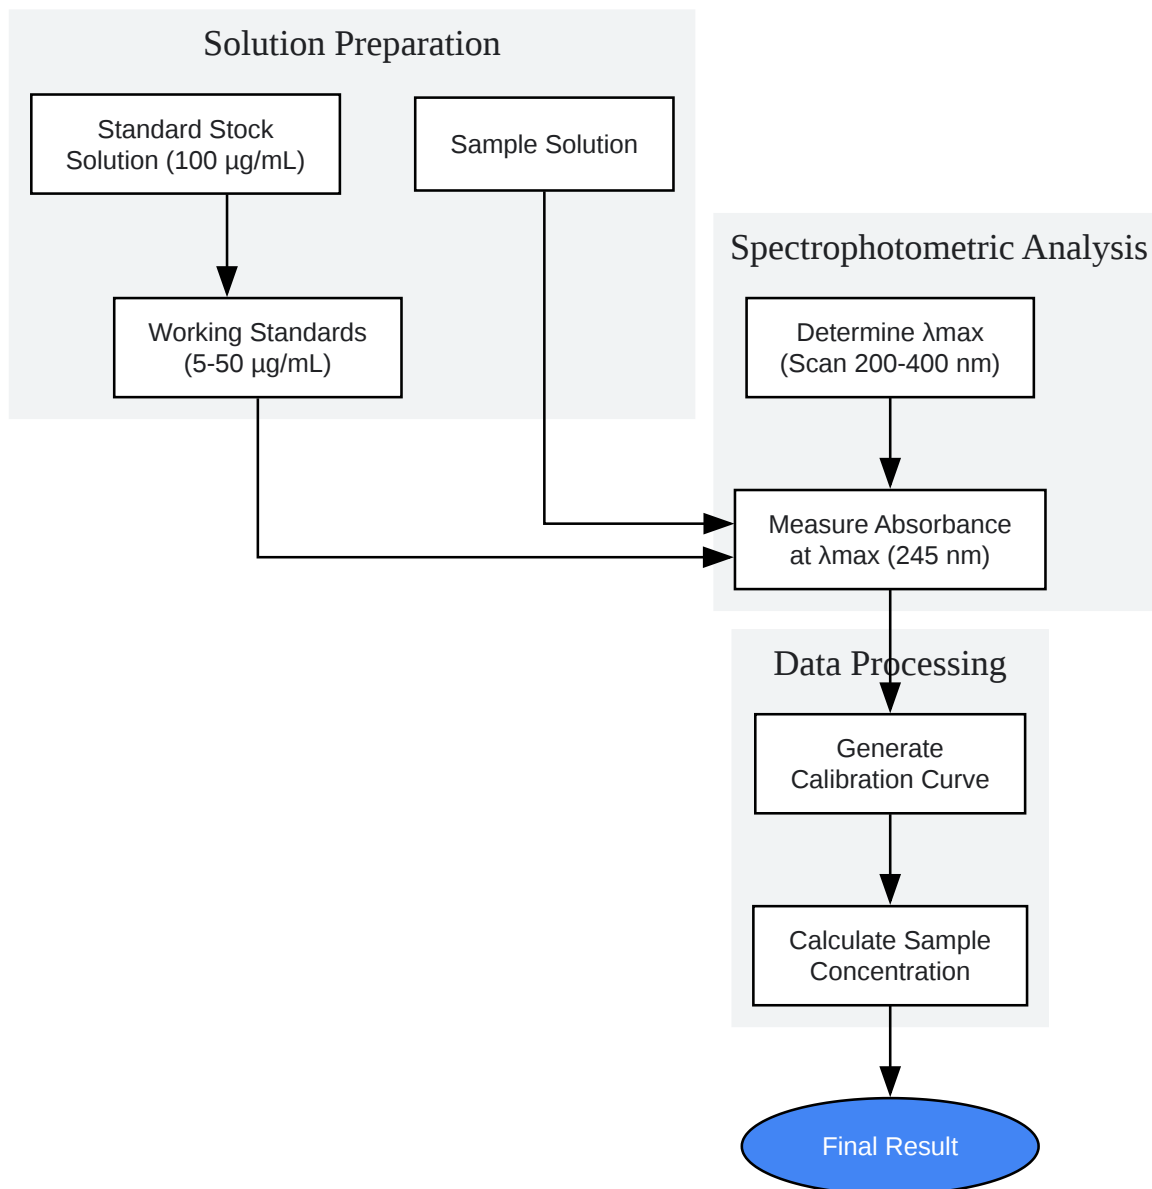 Solution Preparation
Standard Stock
Solution (100 µg/mL)
Sample Solution
Working Standards
(5-50 µg/mL)
Spectrophotometric Analysis
Determine λmax
(Scan 200-400 nm)
Measure Absorbance
at λmax (245 nm)
Data Processing
Generate
Calibration Curve
Calculate Sample
Concentration
Final Result